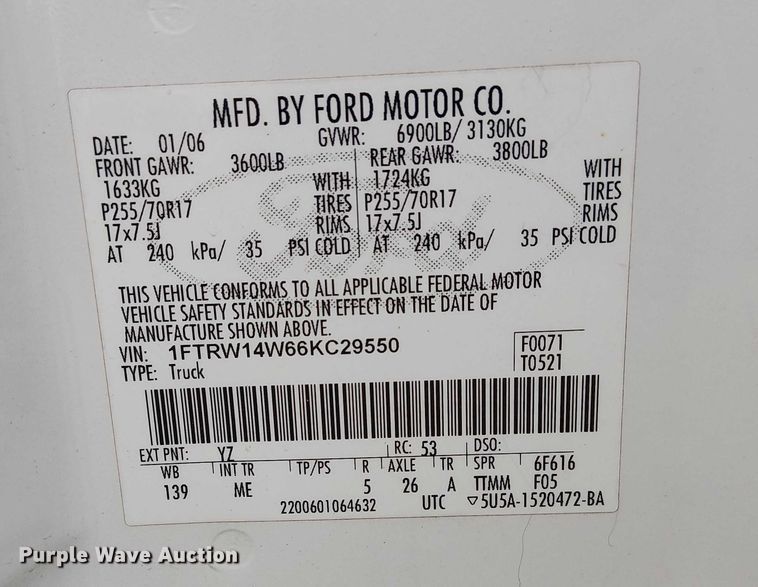 MFD. BY FORD MOTOR CO.
DATE: 01/06 GVWR: 6900LB/ 3130KG
FRONT GAWR: 3600LB REAR GAWR: 3800LB
1633KG WITH 1724KG WITH
P255/70R17 TIRES P255/70R17 TIRES
17x7.5J RIMS 17x7.5J RIMS
AT 240 kPa/ 35 PSI COLD AT 240 kPa/ 35 PSI COLD
Ford
THIS VEHICLE CONFORMS TO ALL APPLICABLE FEDERAL MOTOR
VEHICLE SAFETY STANDARDS IN EFFECT ON THE DATE OF
MANUFACTURE SHOWN ABOVE.
VIN: 1FTRW14W66KC29550 F0071
TYPE: Truck T0521
EXT PNT: YZ RC: 53 DSO:
WB INT TR TP/PS R AXLE TR SPR 6F616
139 ME 5 26 A TTMM F05
2200601064632 UTC ▽5U5A-1520472-BA
Purple Wave Auction